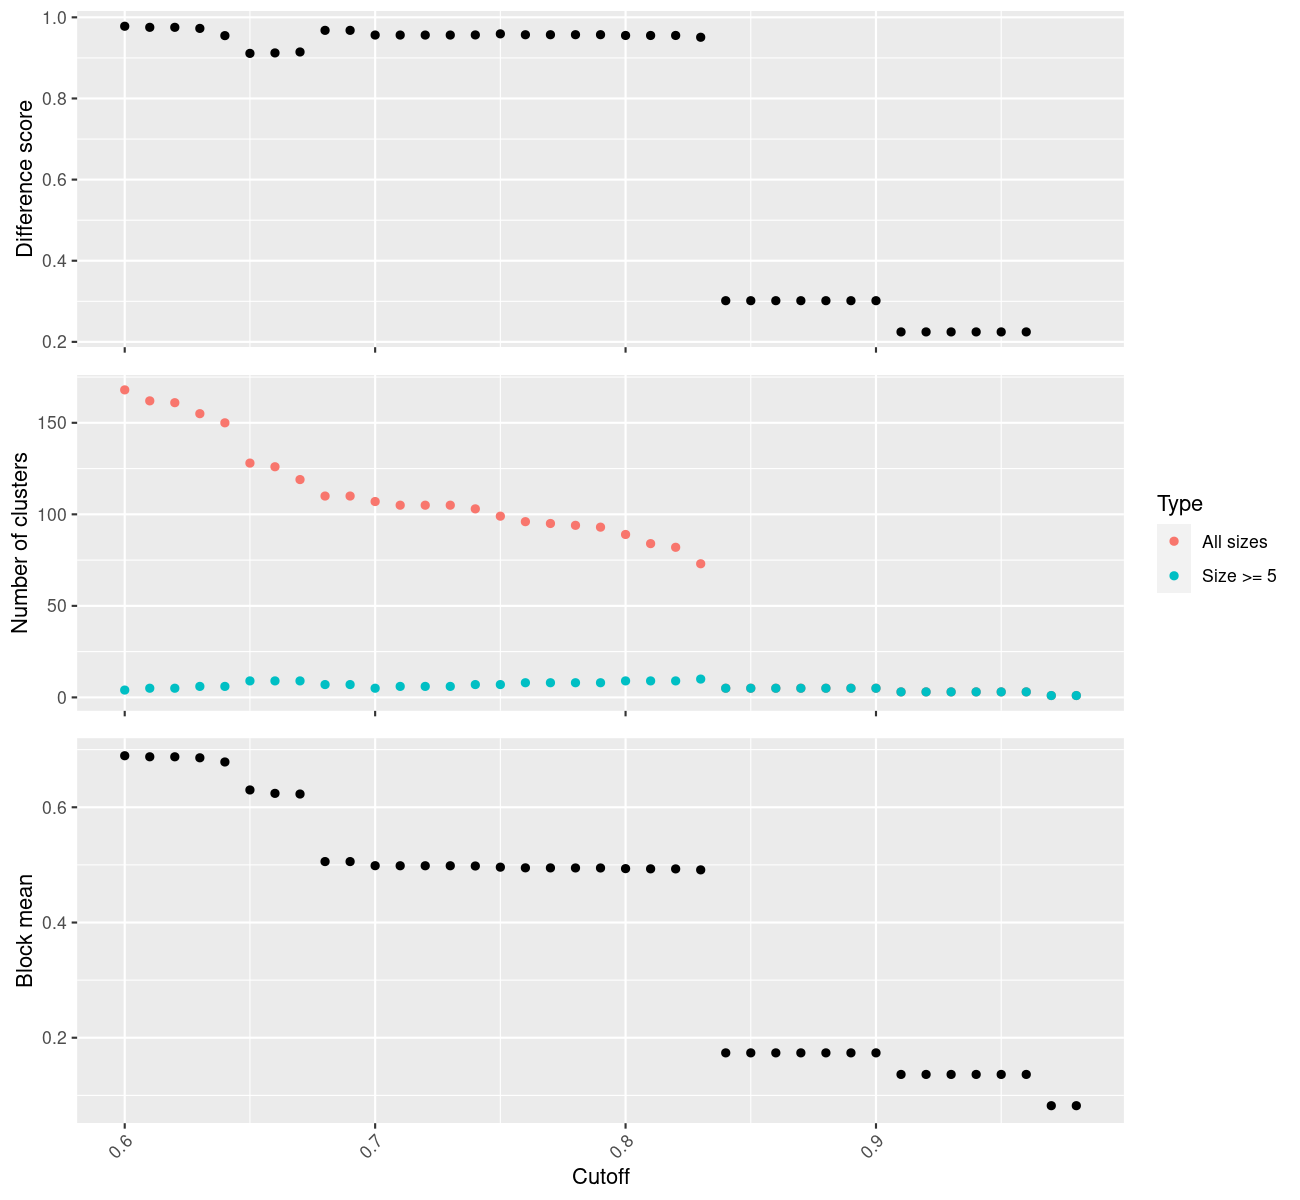 Difference score
1.0
0.8
0.6
0.4
0.2
Number of clusters
150
100
50
0
Type
All sizes
Size >= 5
Block mean
0.6
0.4
0.2
0.6
0.7
0.8
0.9
Cutoff